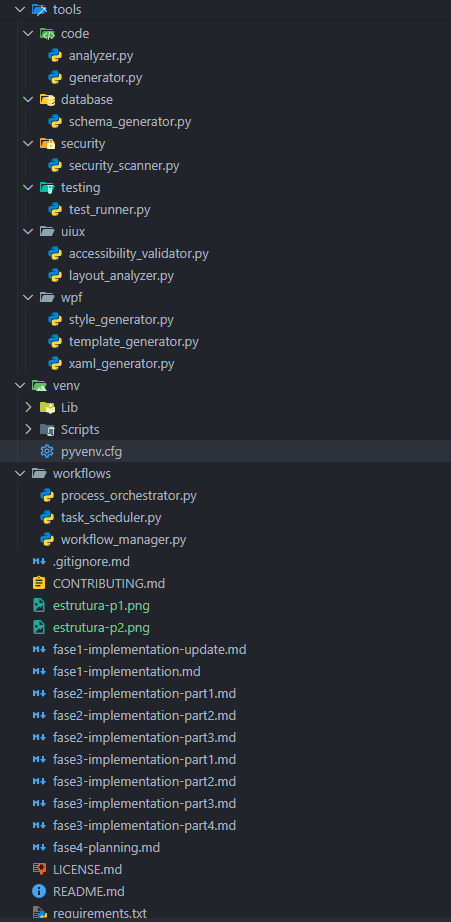 tools
code
analyzer.py
generator.py
database
schema_generator.py
security
security_scanner.py
testing
test_runner.py
uiux
accessibility_validator.py
layout_analyzer.py
wpf
style_generator.py
template_generator.py
xaml_generator.py
venv
Lib
Scripts
pyvenv.cfg
workflows
process_orchestrator.py
task_scheduler.py
workflow_manager.py
.gitignore.md
CONTRIBUTING.md
estrutura-p1.png
estrutura-p2.png
fase1-implementation-update.md
fase1-implementation.md
fase2-implementation-part1.md
fase2-implementation-part2.md
fase2-implementation-part3.md
fase3-implementation-part1.md
fase3-implementation-part2.md
fase3-implementation-part3.md
fase3-implementation-part4.md
fase4-planning.md
LICENSE.md
README.md
requirements.txt